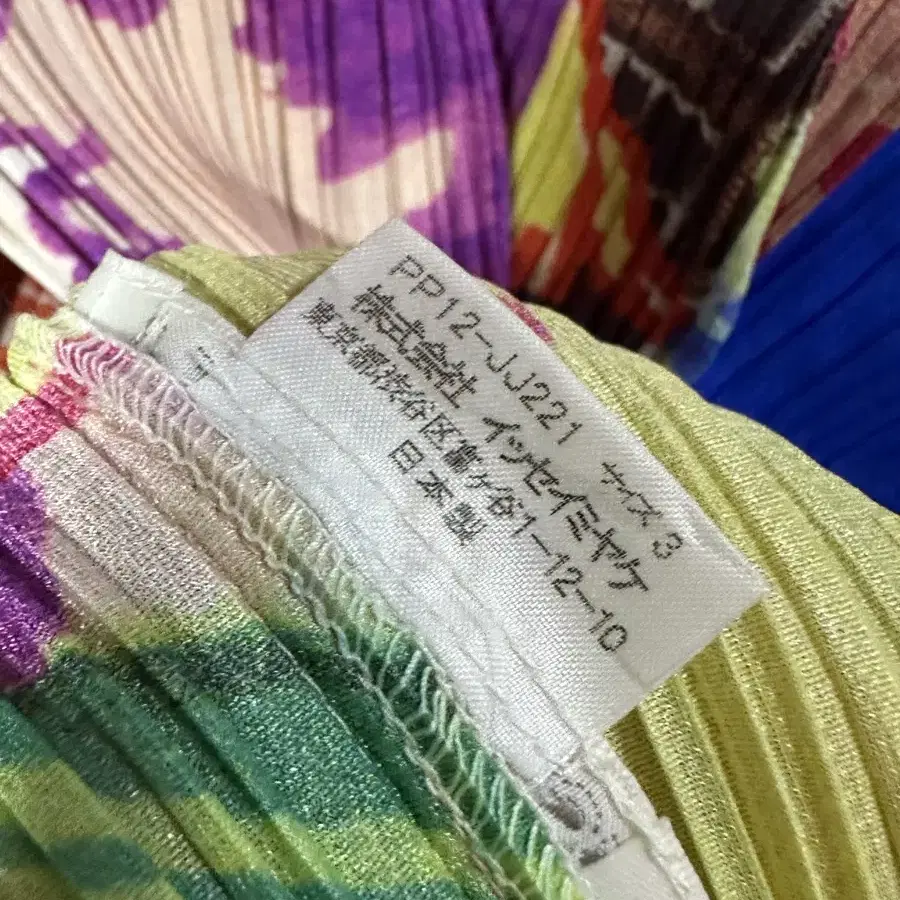 PP12-JJ221 サイズ 3
株式会社 イッセイミヤケ
東京都渋谷区富ヶ谷1-12-10
日本製